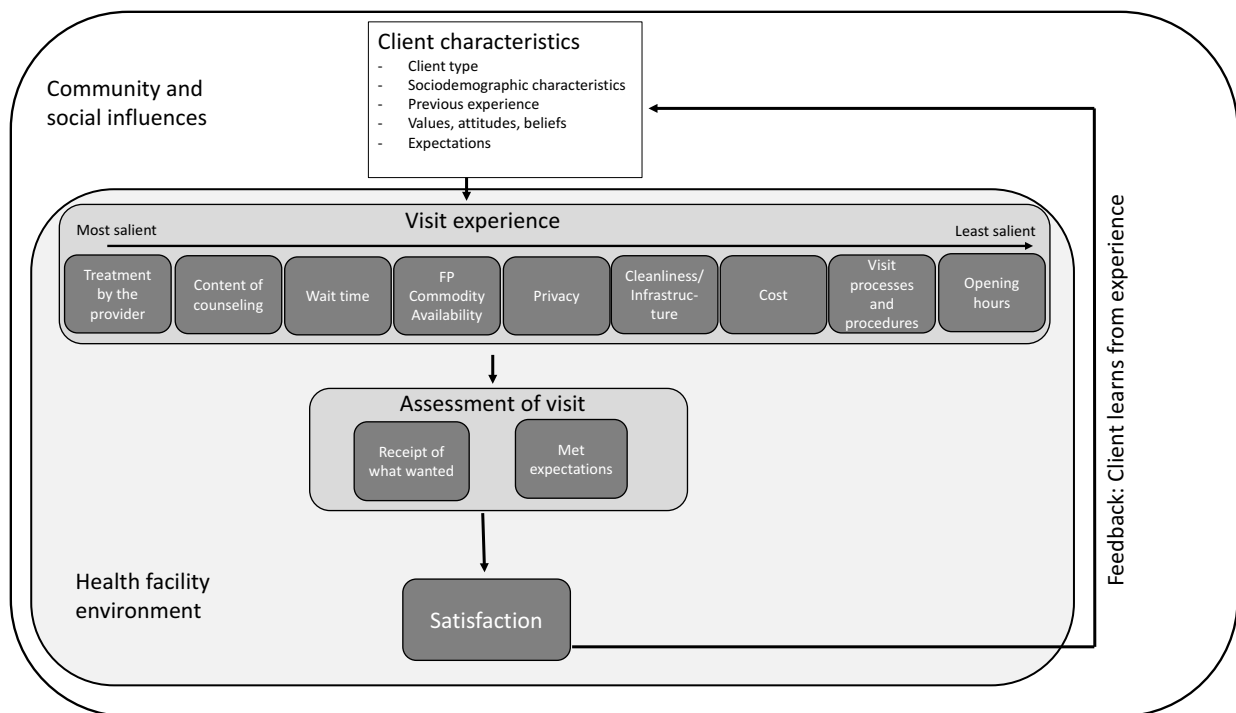 Client characteristics
- Client type
- Sociodemographic characteristics
- Previous experience
- Values, attitudes, beliefs
- Expectations
Community and
social influences
Visit experience
Most salient
Least salient
Treatment
by the
provider
Content of
counseling
Wait time
FP
Commodity
Availability
Privacy
Cleanliness/
Infrastruc-
ture
Cost
Visit
processes
and
procedures
Opening
hours
Assessment of visit
Receipt of
what wanted
Met
expectations
Health facility
environment
Satisfaction
Feedback: Client learns from experience